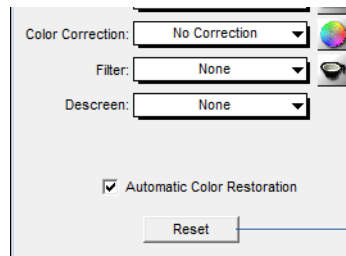 Color Correction: No Correction
Filter: None
Descreen: None
Automatic Color Restoration
Reset